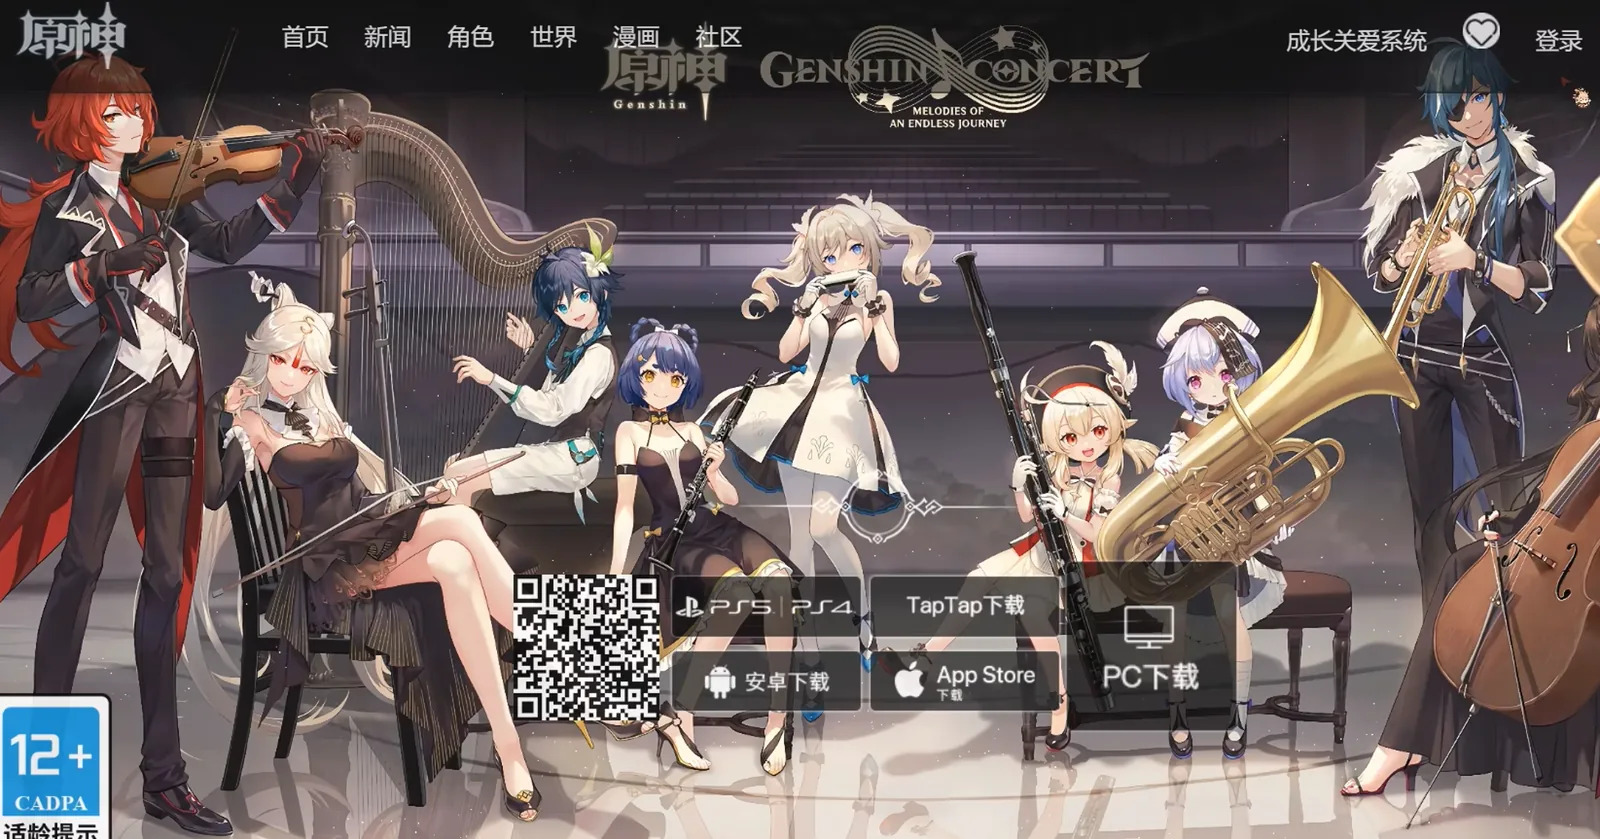 原神
首页 新闻 角色 世界 漫画 社区
成长关爱系统 登录
原神
Genshin
GENSHIN CONCERT
MELODIES OF
AN ENDLESS JOURNEY
PS5 | PS4
TapTap下载
安卓下载
App Store
下载
PC下载
12+
CADPA
适龄提示